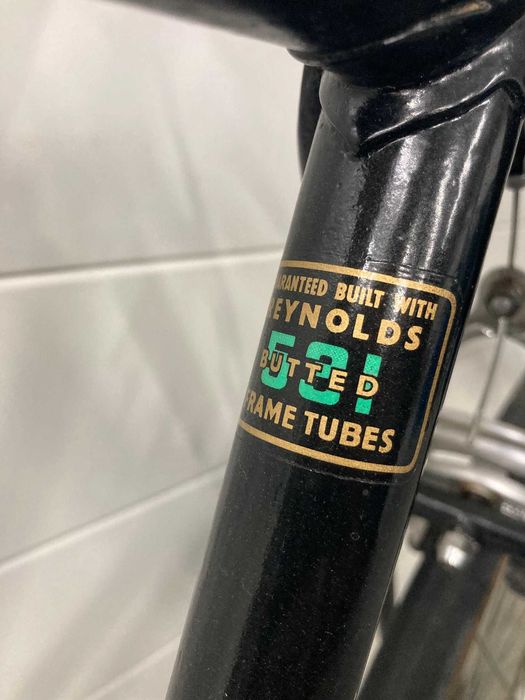 ARANTEED BUILT WITH
REYNOLDS
531
BUTTED
FRAME TUBES